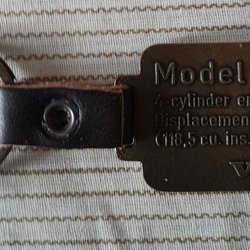 Model
4-cylinder en
Displacement
(118,5 cu. ins.